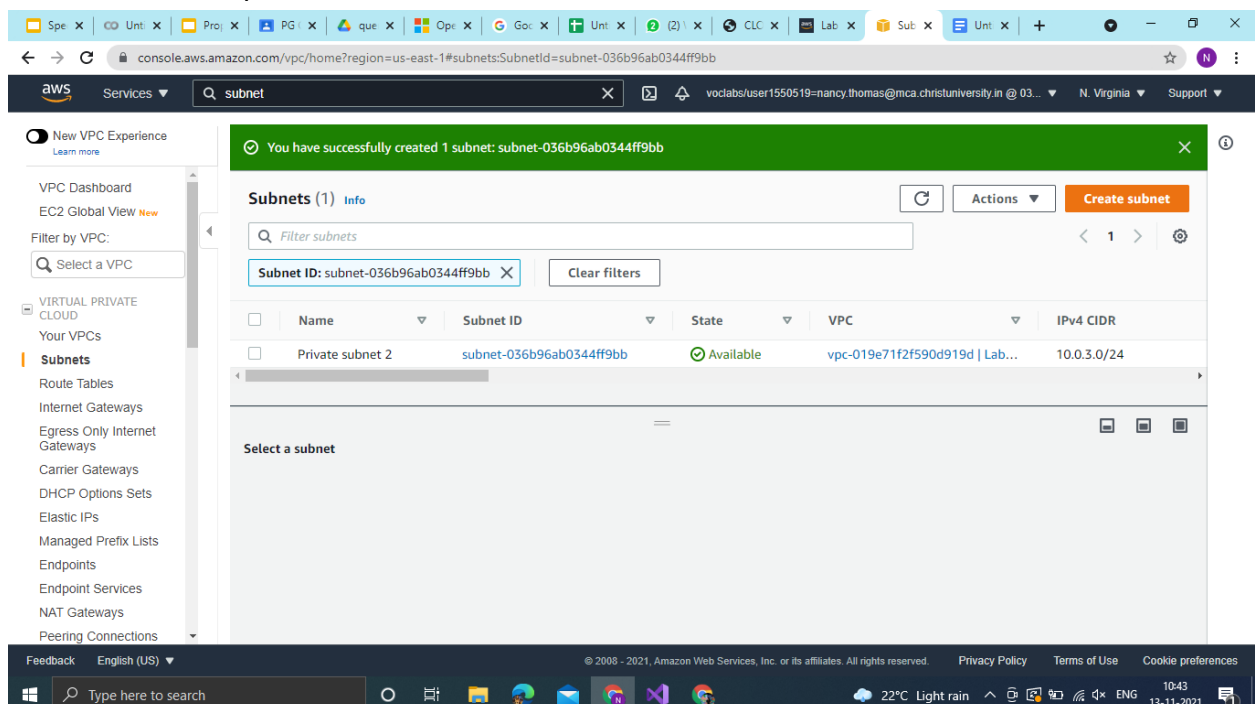 Spe
Unti
Prop
PG (
que
Ope
Goc
Unt
(2) \
CLC
Lab
Sub
Unt
console.aws.amazon.com/vpc/home?region=us-east-1#subnets:SubnetId=subnet-036b96ab0344ff9bb
N
aws Services ▼ subnet voclabs/user1550519=nancy.thomas@mca.christuniversity.in @ 03... ▼ N. Virginia ▼ Support ▼
New VPC Experience
Learn more
VPC Dashboard
EC2 Global View New
Filter by VPC:
Select a VPC
VIRTUAL PRIVATE
CLOUD
Your VPCs
Subnets
Route Tables
Internet Gateways
Egress Only Internet
Gateways
Carrier Gateways
DHCP Options Sets
Elastic IPs
Managed Prefix Lists
Endpoints
Endpoint Services
NAT Gateways
Peering Connections
You have successfully created 1 subnet: subnet-036b96ab0344ff9bb
Subnets (1) Info
Actions ▼
Create subnet
Filter subnets
1
Subnet ID: subnet-036b96ab0344ff9bb
Clear filters
Name Subnet ID State VPC IPv4 CIDR
Private subnet 2 subnet-036b96ab0344ff9bb Available vpc-019e71f2f590d919d | Lab... 10.0.3.0/24
Select a subnet
Feedback English (US) ▼ © 2008 - 2021, Amazon Web Services, Inc. or its affiliates. All rights reserved. Privacy Policy Terms of Use Cookie preferences
Type here to search 22°C Light rain ENG 10:43
13-11-2021